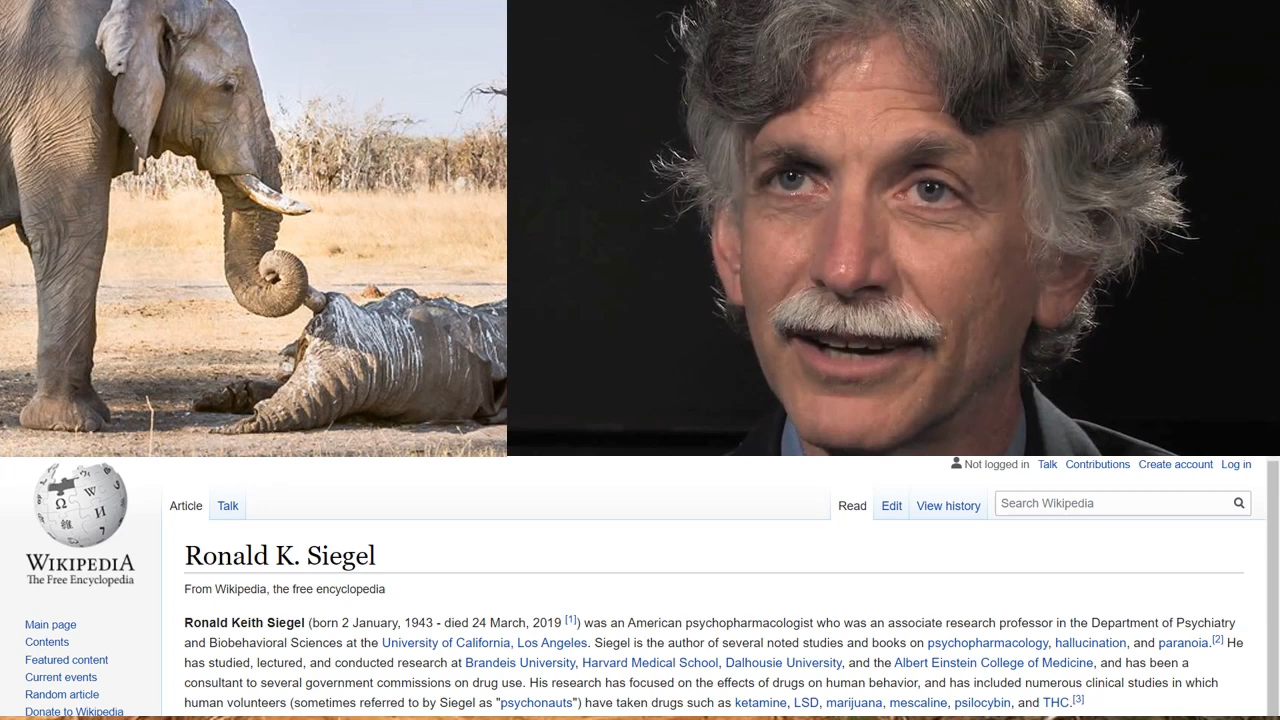 Not logged in Talk Contributions Create account Log in
Article Talk Read Edit View history Search Wikipedia
WIKIPEDIA
The Free Encyclopedia
Ronald K. Siegel
From Wikipedia, the free encyclopedia
Ronald Keith Siegel (born 2 January, 1943 - died 24 March, 2019 [1]) was an American psychopharmacologist who was an associate research professor in the Department of Psychiatry
and Biobehavioral Sciences at the University of California, Los Angeles. Siegel is the author of several noted studies and books on psychopharmacology, hallucination, and paranoia.[2] He
has studied, lectured, and conducted research at Brandeis University, Harvard Medical School, Dalhousie University, and the Albert Einstein College of Medicine, and has been a
consultant to several government commissions on drug use. His research has focused on the effects of drugs on human behavior, and has included numerous clinical studies in which
human volunteers (sometimes referred to by Siegel as "psychonauts") have taken drugs such as ketamine, LSD, marijuana, mescaline, psilocybin, and THC.[3]
Main page
Contents
Featured content
Current events
Random article
Donate to Wikipedia